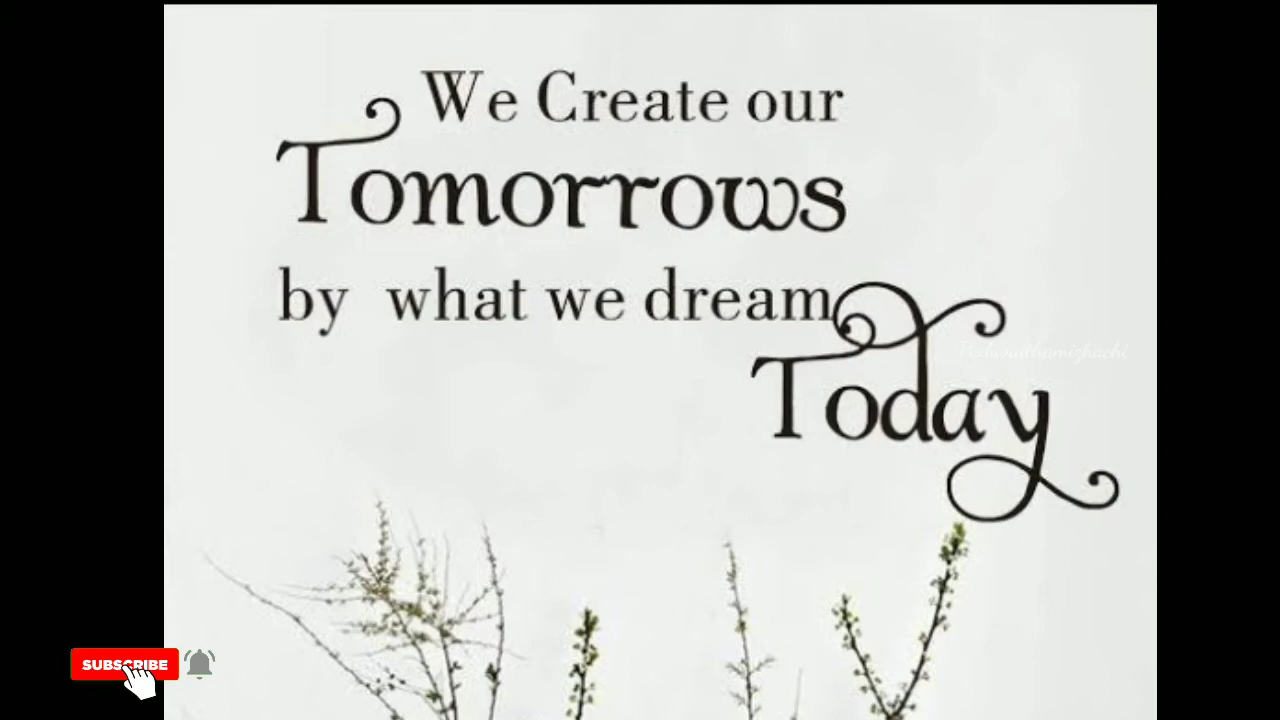 We Create our
Tomorrows
by what we dream
Today
SUBSCRIBE